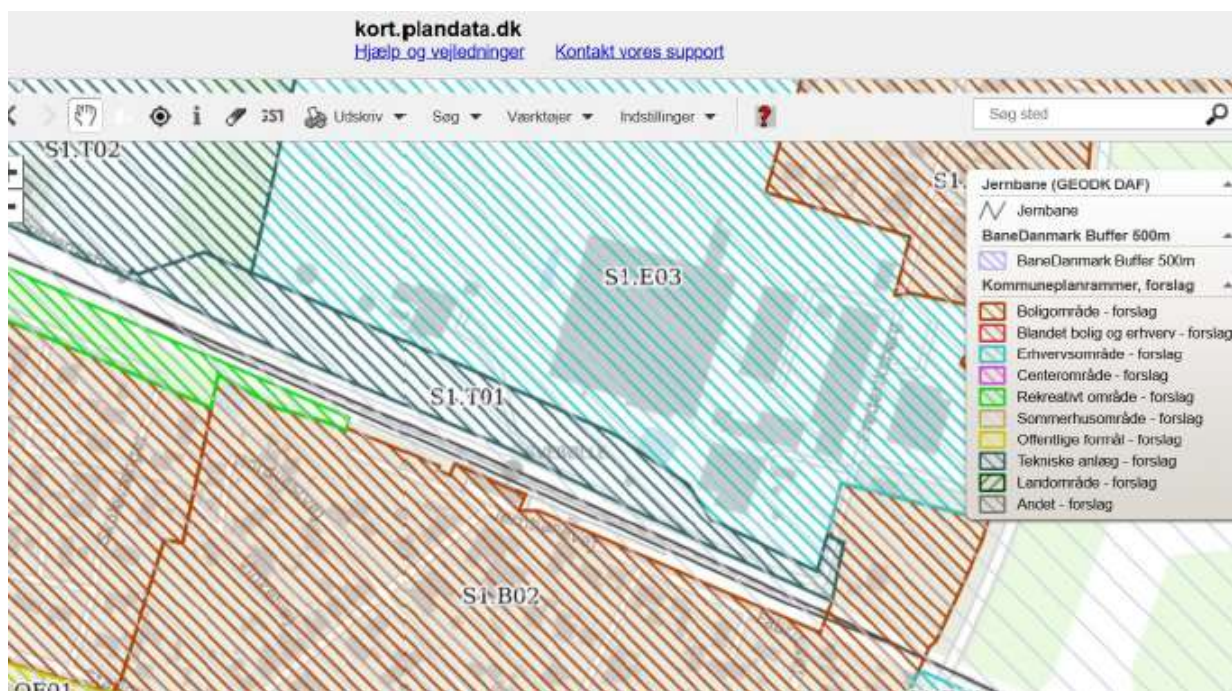 kort.plandata.dk
Hjælp og vejledninger Kontakt vores support
Udskriv Søg Værktøjer Indstillinger ? Søg sted
S1.T02
S1.
Jernbane (GEODK DAF)
Jernbane
BaneDanmark Buffer 500m
BaneDanmark Buffer 500m
Kommuneplanrammer, forslag
Boligområde - forslag
Blandet bolig og erhverv - forslag
Erhvervsområde - forslag
Centerområde - forslag
Rekreativt område - forslag
Sommerhusområde - forslag
Offentlige formål - forslag
Tekniske anlæg - forslag
Landområde - forslag
Andet - forslag
S1.E03
S1.T01
S1.B02
OF01